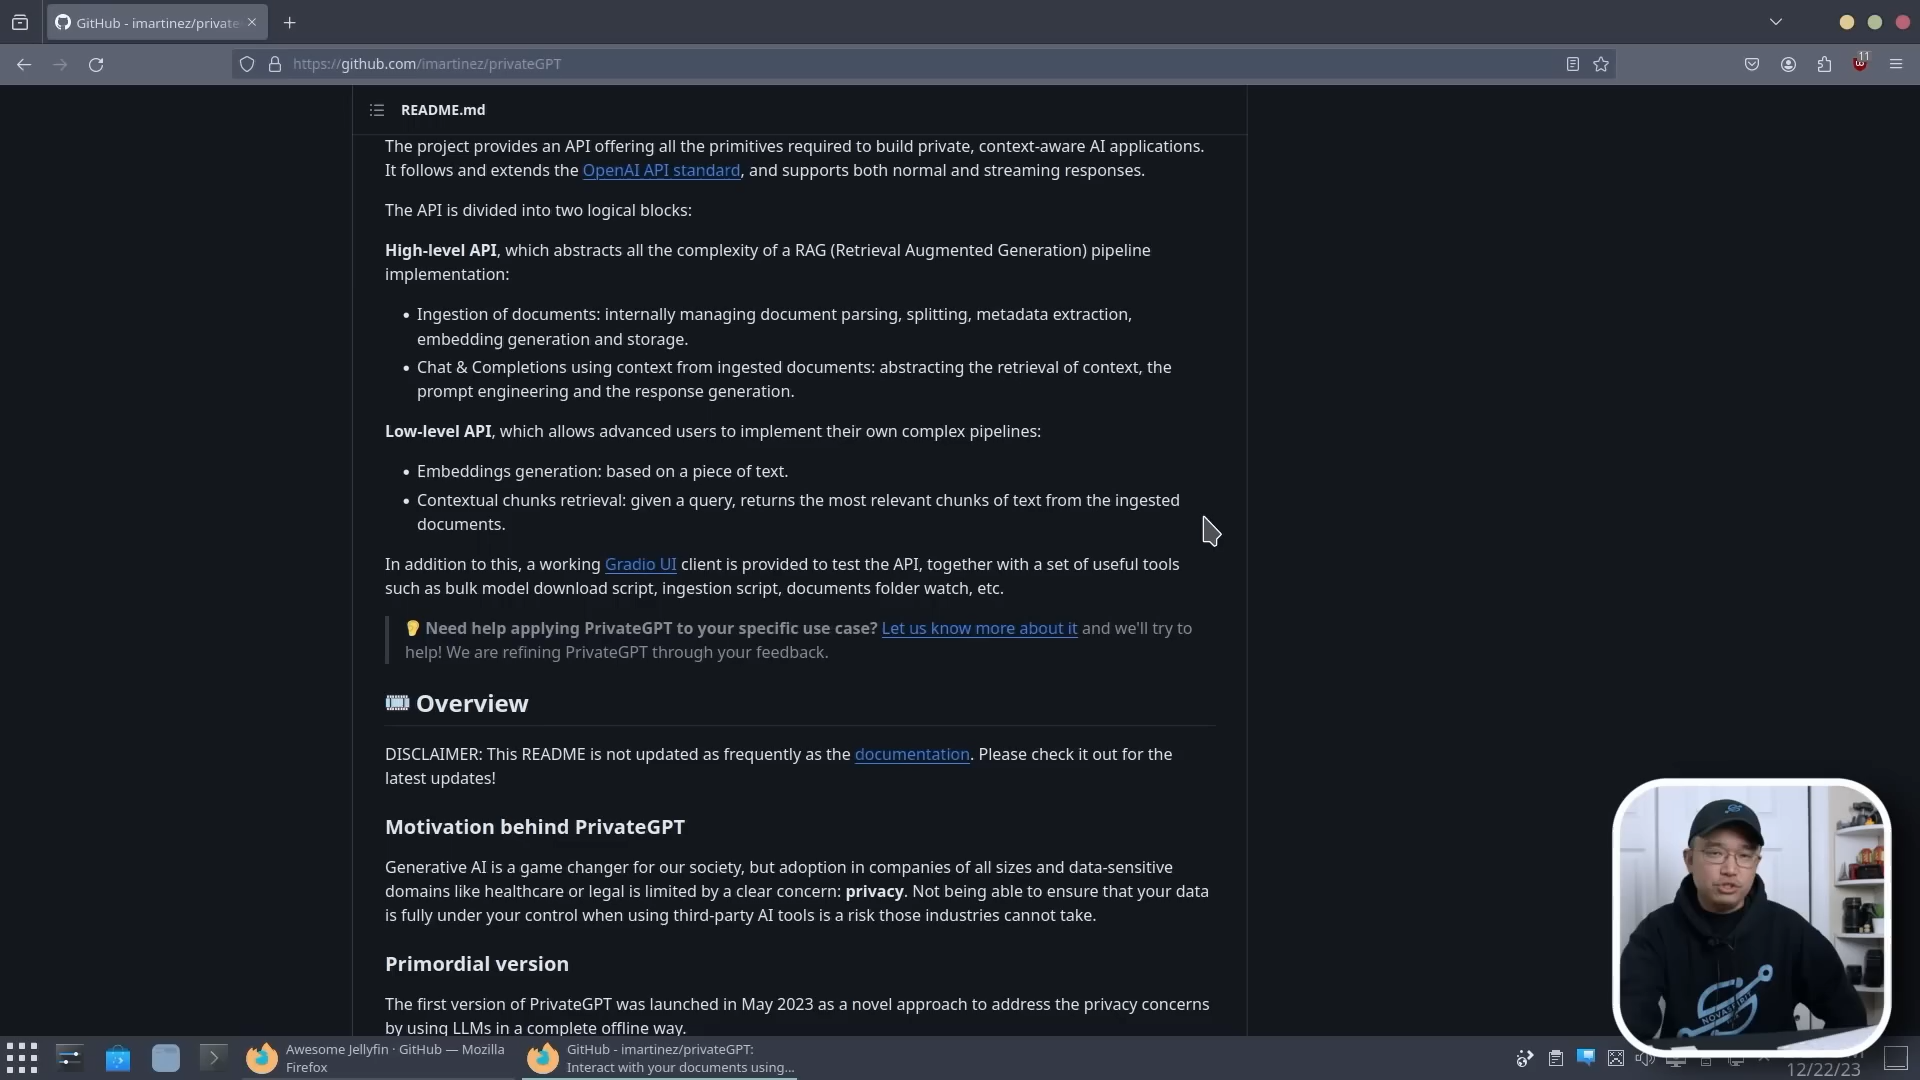 GitHub - imartinez/private
https://github.com/imartinez/privateGPT
11
README.md
The project provides an API offering all the primitives required to build private, context-aware AI applications.
It follows and extends the OpenAI API standard, and supports both normal and streaming responses.
The API is divided into two logical blocks:
High-level API, which abstracts all the complexity of a RAG (Retrieval Augmented Generation) pipeline
implementation:
• Ingestion of documents: internally managing document parsing, splitting, metadata extraction,
embedding generation and storage.
• Chat & Completions using context from ingested documents: abstracting the retrieval of context, the
prompt engineering and the response generation.
Low-level API, which allows advanced users to implement their own complex pipelines:
• Embeddings generation: based on a piece of text.
• Contextual chunks retrieval: given a query, returns the most relevant chunks of text from the ingested
documents.
In addition to this, a working Gradio UI client is provided to test the API, together with a set of useful tools
such as bulk model download script, ingestion script, documents folder watch, etc.
💡 Need help applying PrivateGPT to your specific use case? Let us know more about it and we'll try to
help! We are refining PrivateGPT through your feedback.
🎞️ Overview
DISCLAIMER: This README is not updated as frequently as the documentation. Please check it out for the
latest updates!
Motivation behind PrivateGPT
Generative AI is a game changer for our society, but adoption in companies of all sizes and data-sensitive
domains like healthcare or legal is limited by a clear concern: privacy. Not being able to ensure that your data
is fully under your control when using third-party AI tools is a risk those industries cannot take.
Primordial version
The first version of PrivateGPT was launched in May 2023 as a novel approach to address the privacy concerns
by using LLMs in a complete offline way.
NOVASPIRIT
Awesome Jellyfin · GitHub — Mozilla
Firefox
GitHub - imartinez/privateGPT:
Interact with your documents using...
12/22/23